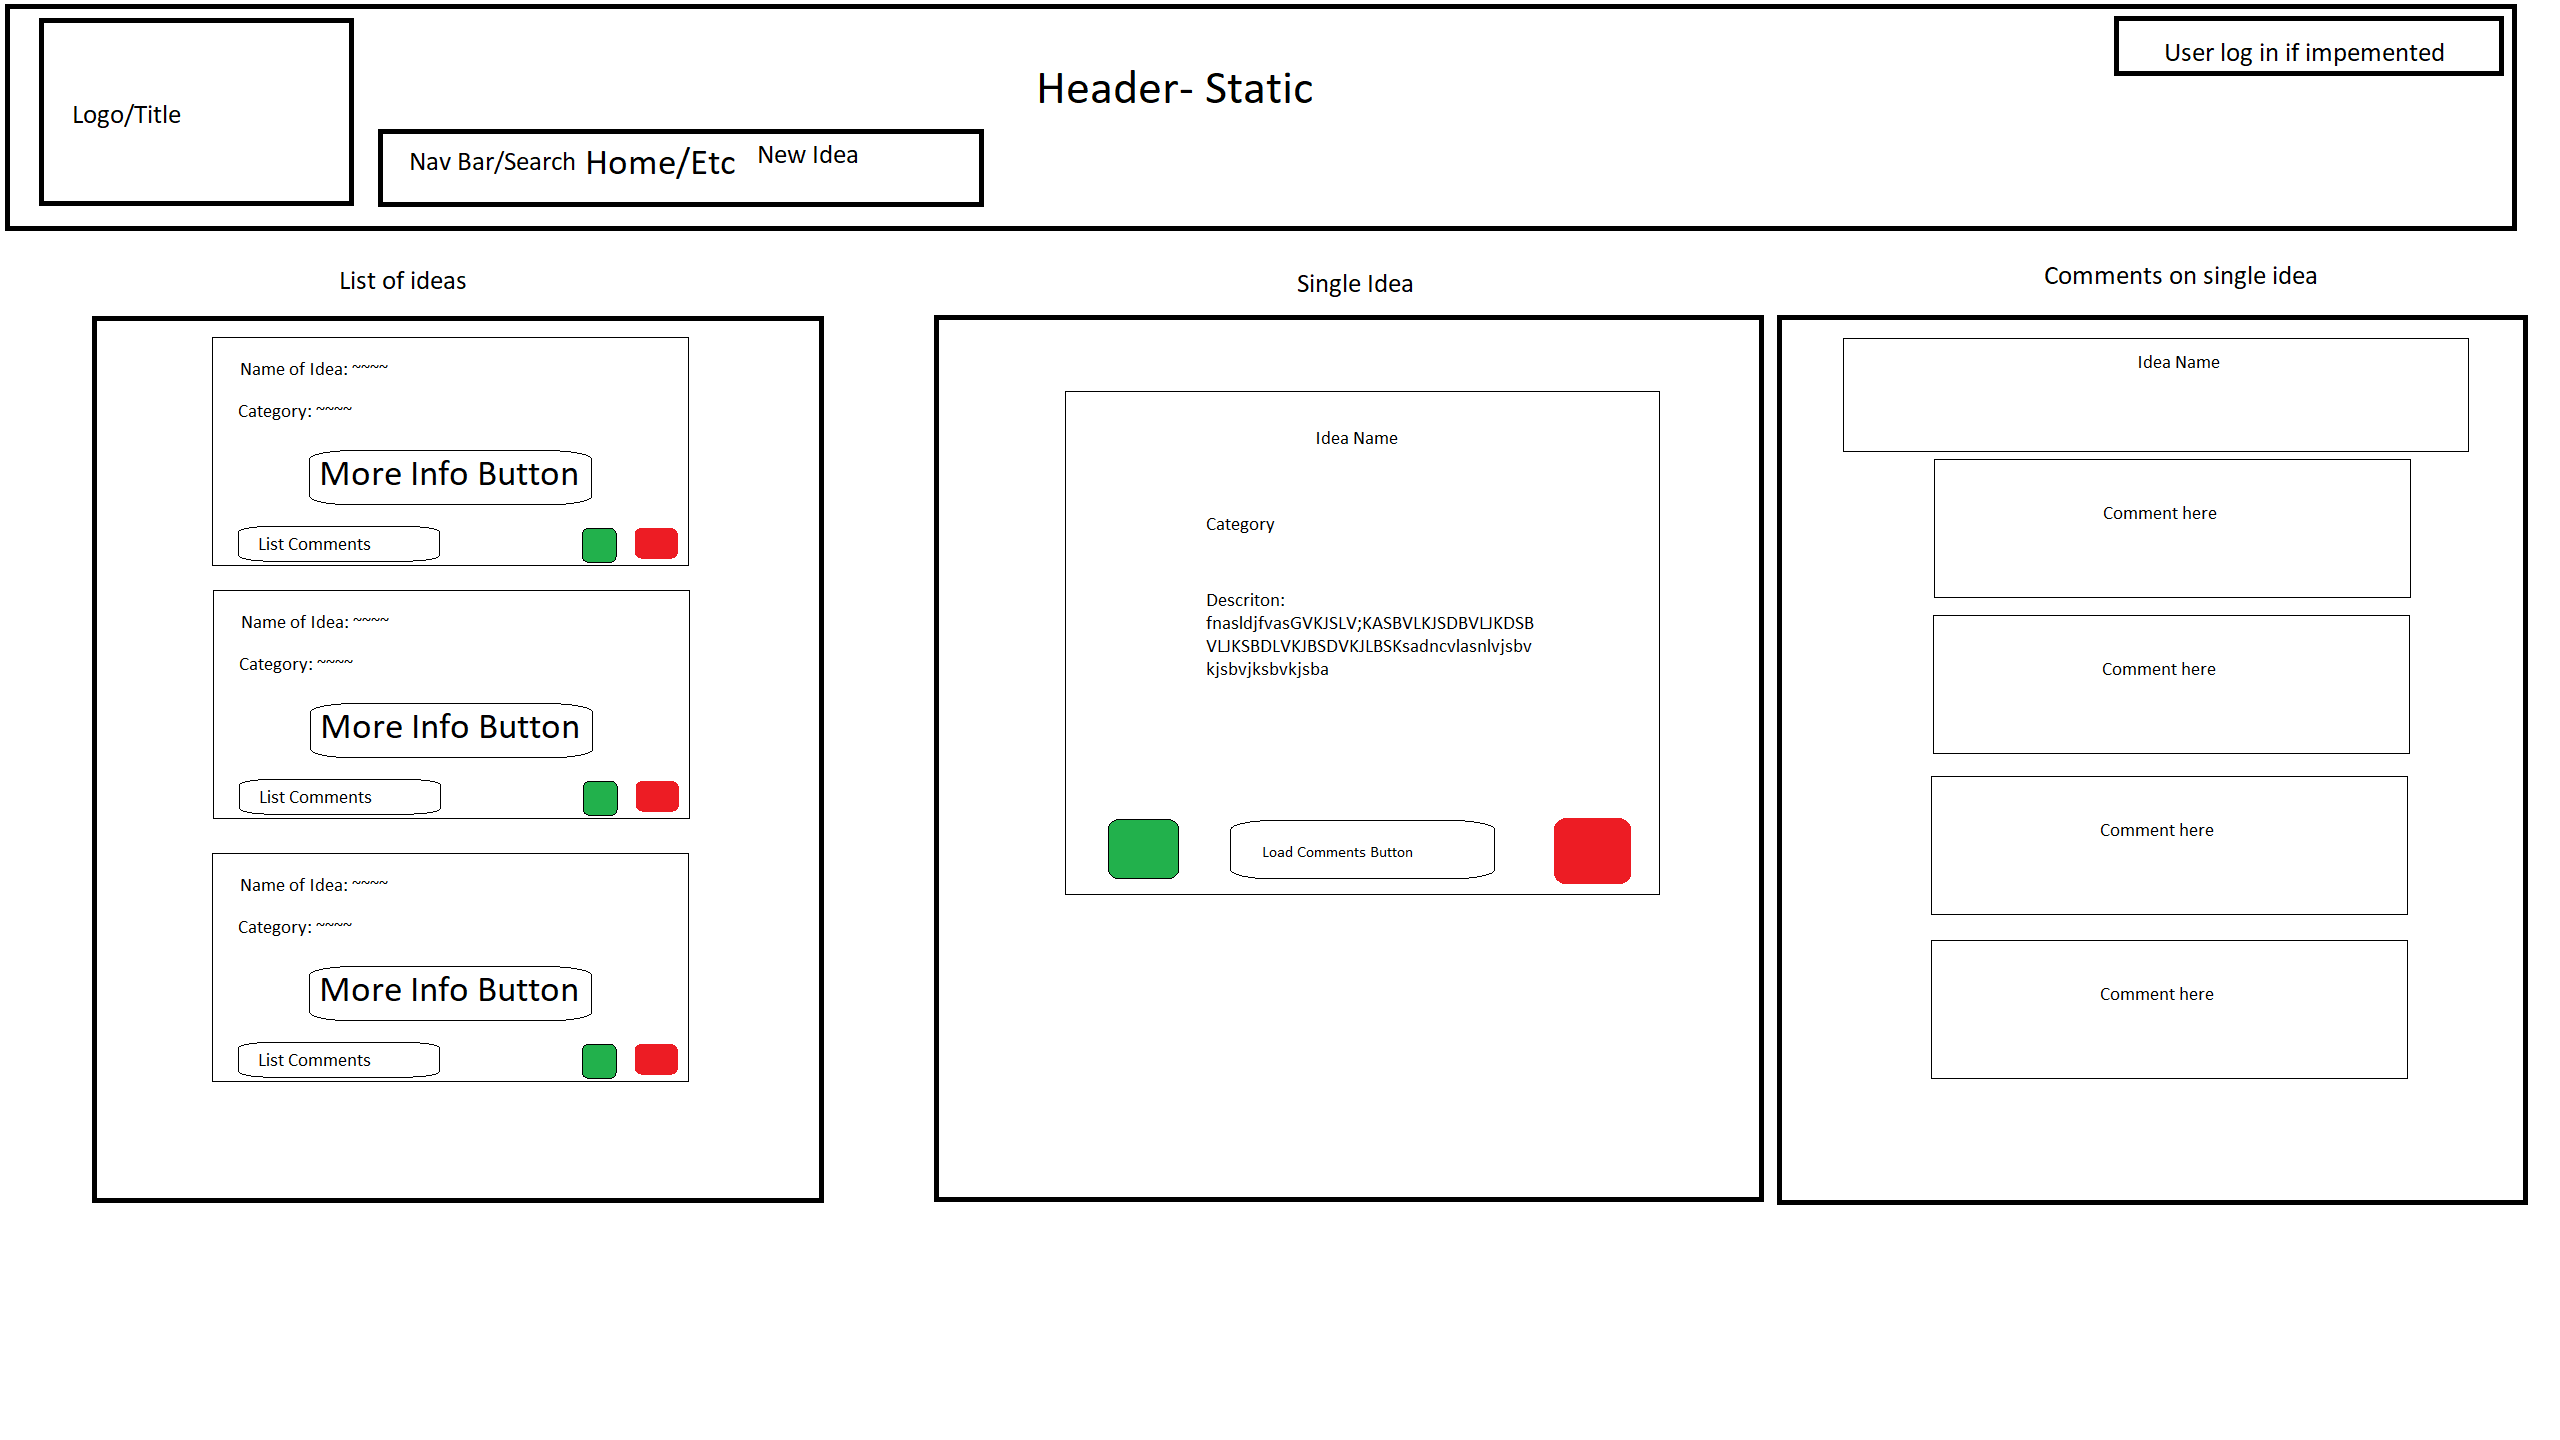 User log in if impemented
Header- Static
Logo/Title
Nav Bar/Search Home/Etc New Idea
List of ideas
Name of Idea: ~~~~
Category: ~~~~
More Info Button
List Comments
Name of Idea: ~~~~
Category: ~~~~
More Info Button
List Comments
Name of Idea: ~~~~
Category: ~~~~
More Info Button
List Comments
Single Idea
Idea Name
Category
Descriton:
fnasldjfvasGVKJSLV;KASBVLKJSDBVLJKDSB
VLJKSBDLVKJBSDVKJLBSKsadncvlasnlvjsbv
kjsbvjksbvkjsba
Load Comments Button
Comments on single idea
Idea Name
Comment here
Comment here
Comment here
Comment here